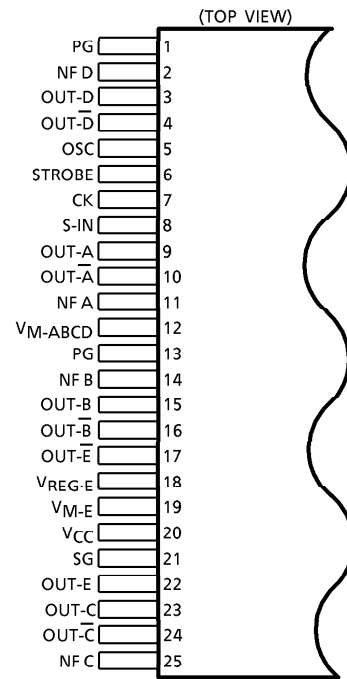 (TOP VIEW)
PG 1
NF D 2
OUT-D 3
OUT-D̅ 4
OSC 5
STROBE 6
CK 7
S-IN 8
OUT-A 9
OUT-A̅ 10
NF A 11
VM-ABCD 12
PG 13
NF B 14
OUT-B 15
OUT-B̅ 16
OUT-E̅ 17
VREG-E 18
VM-E 19
VCC 20
SG 21
OUT-E 22
OUT-C 23
OUT-C̅ 24
NF C 25